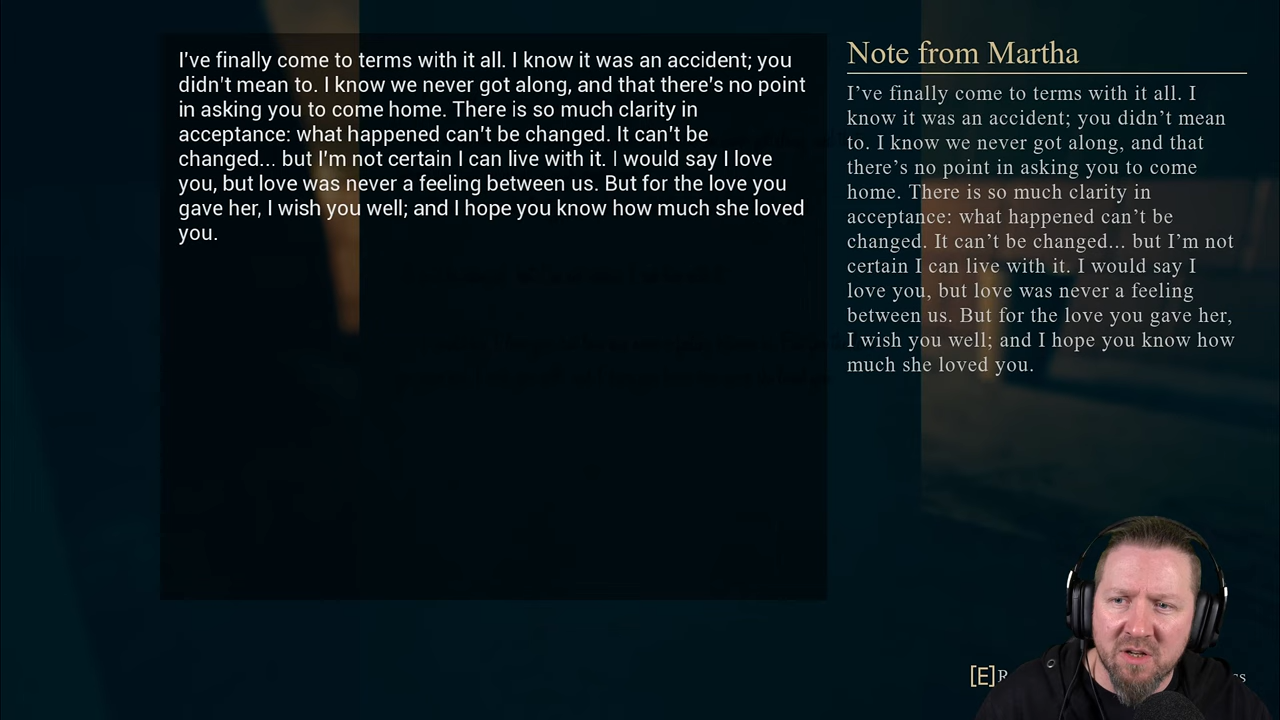 I've finally come to terms with it all. I know it was an accident; you
didn't mean to. I know we never got along, and that there's no point
in asking you to come home. There is so much clarity in
acceptance: what happened can't be changed. It can't be
changed... but I'm not certain I can live with it. I would say I love
you, but love was never a feeling between us. But for the love you
gave her, I wish you well; and I hope you know how much she loved
you.
Note from Martha
I've finally come to terms with it all. I
know it was an accident; you didn't mean
to. I know we never got along, and that
there's no point in asking you to come
home. There is so much clarity in
acceptance: what happened can't be
changed. It can't be changed... but I'm not
certain I can live with it. I would say I
love you, but love was never a feeling
between us. But for the love you gave her,
I wish you well; and I hope you know how
much she loved you.
[E]